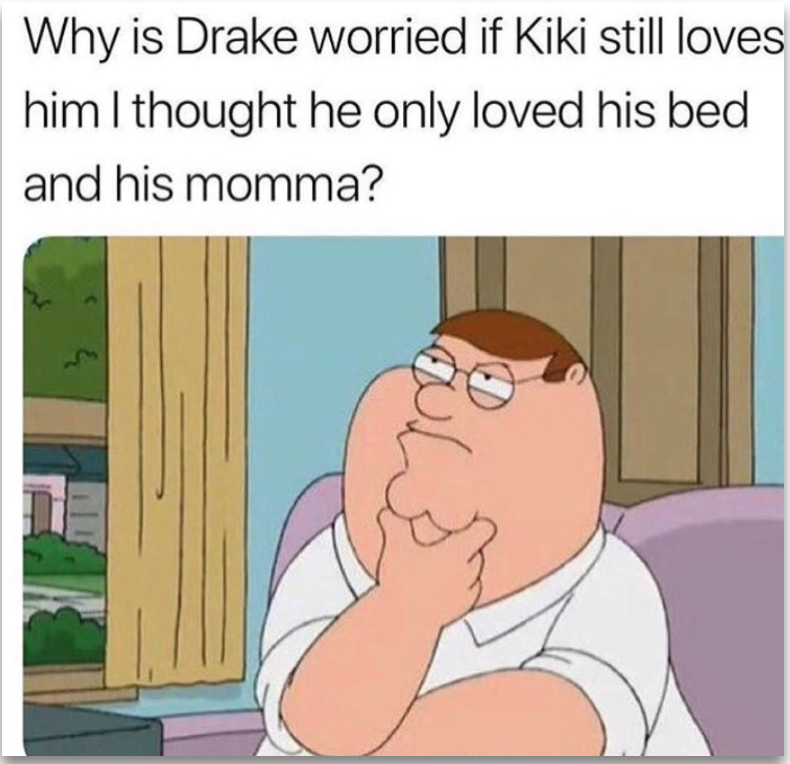 Why is Drake worried if Kiki still loves
him I thought he only loved his bed
and his momma?